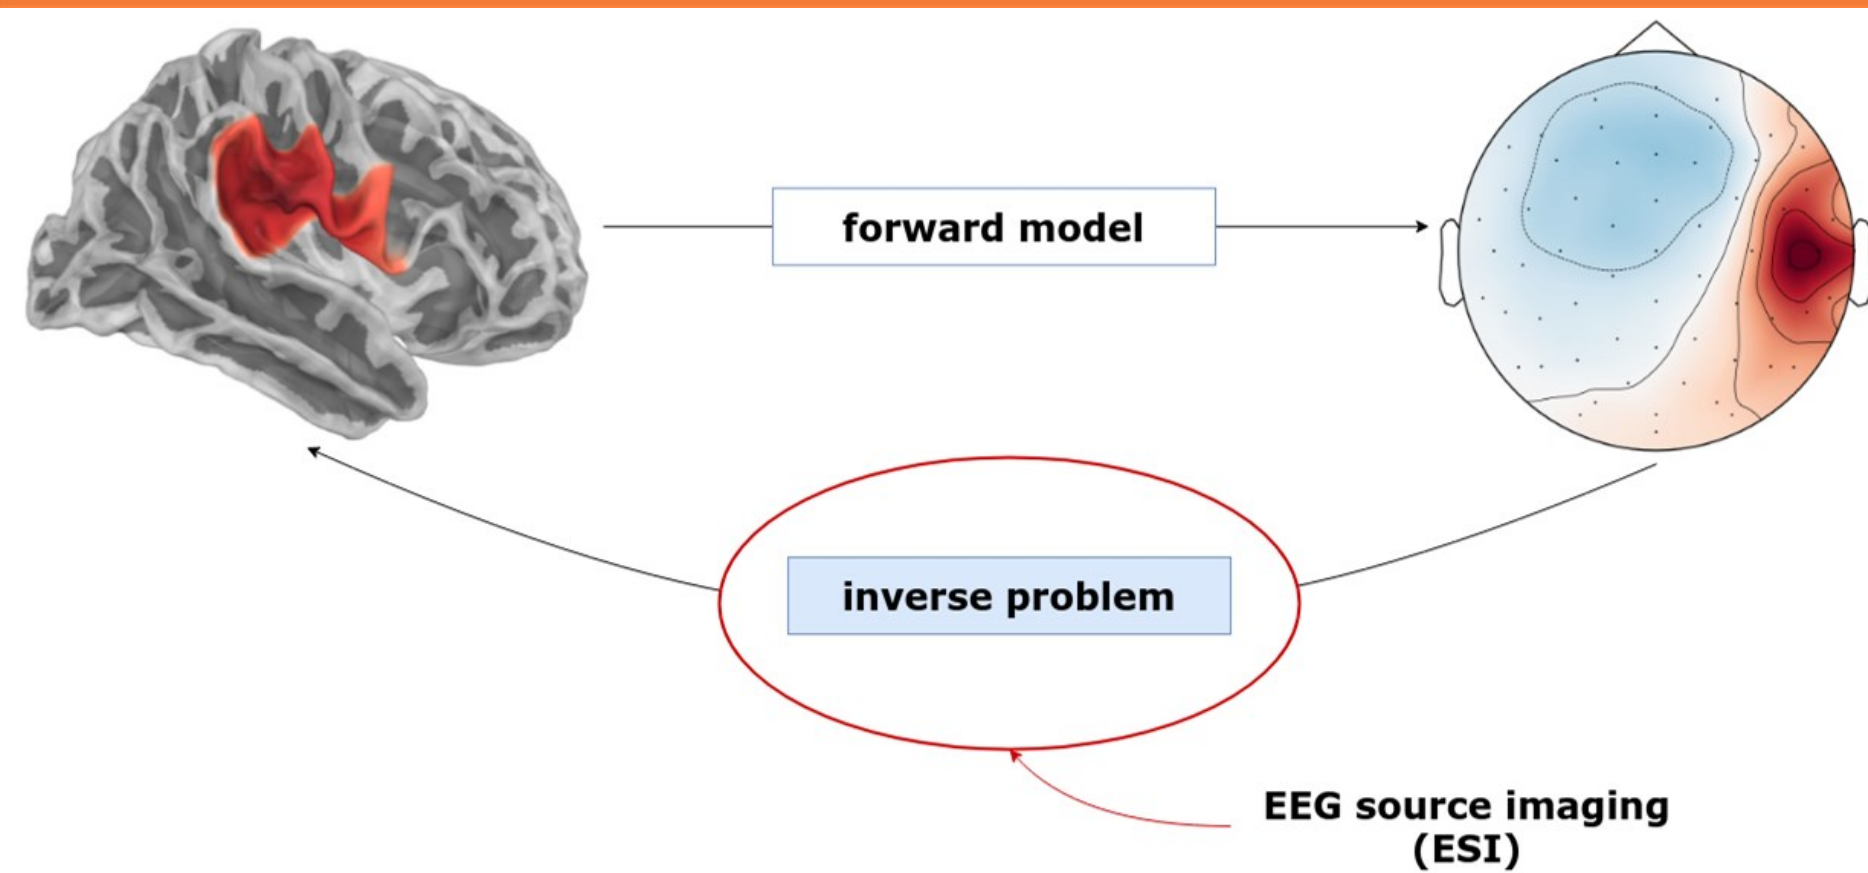 forward model
inverse problem
EEG source imaging
(ESI)